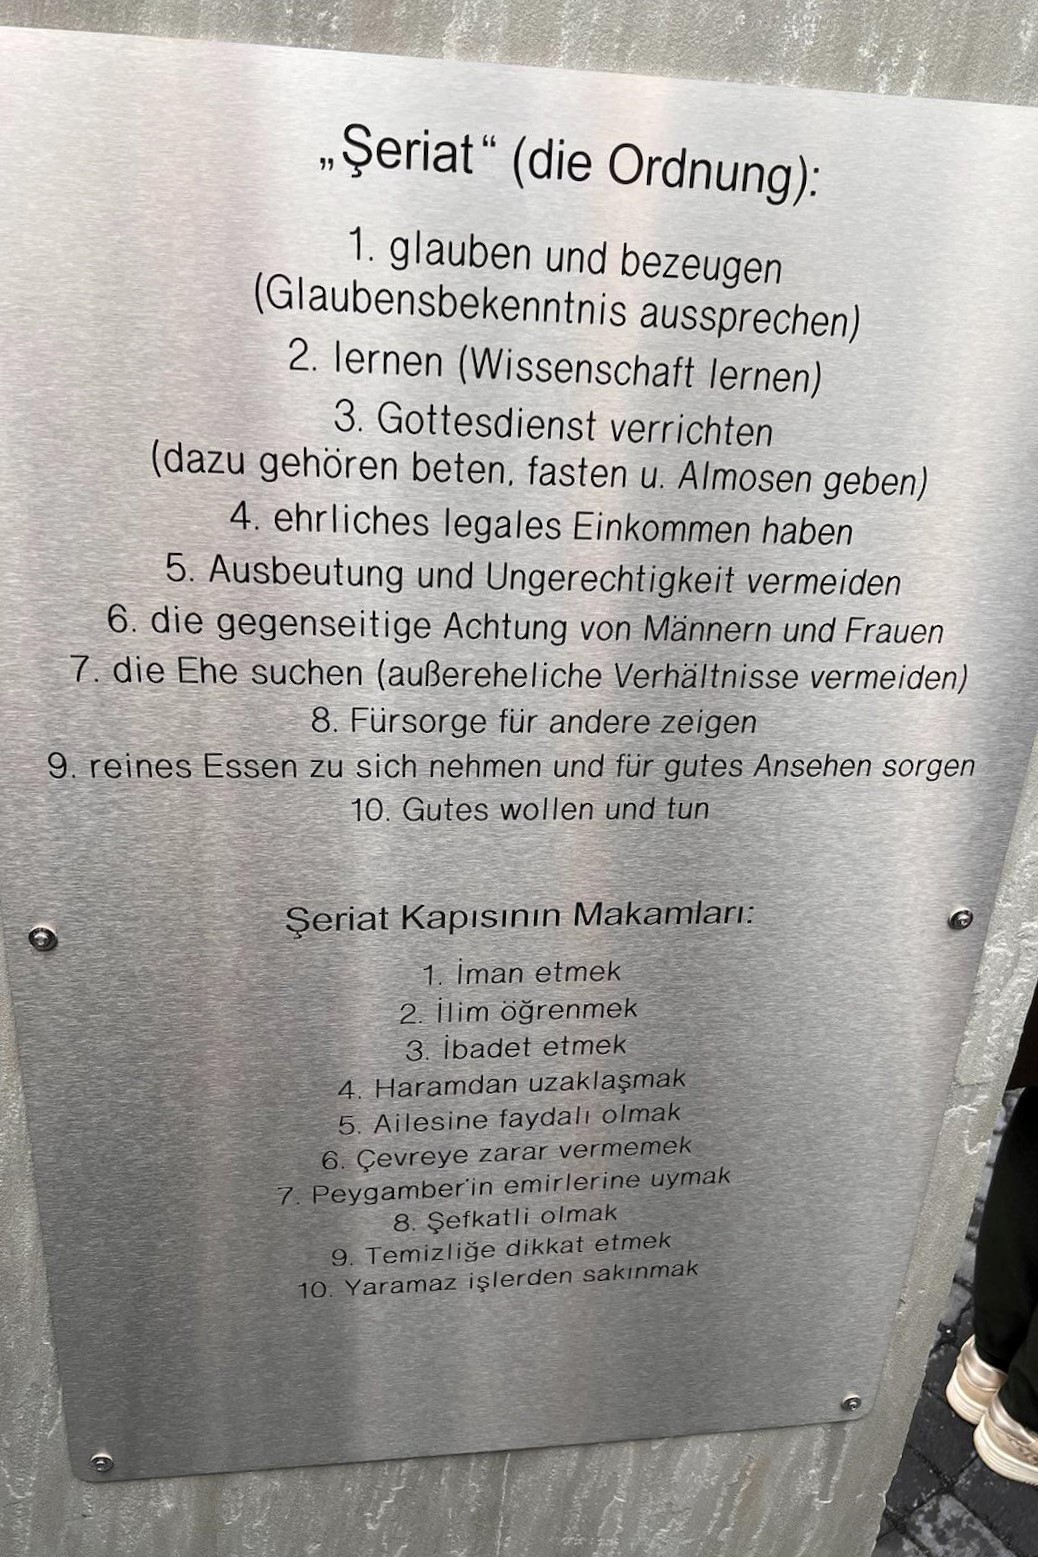 „Şeriat“ (die Ordnung):
1. glauben und bezeugen
(Glaubensbekenntnis aussprechen)
2. lernen (Wissenschaft lernen)
3. Gottesdienst verrichten
(dazu gehören beten, fasten u. Almosen geben)
4. ehrliches legales Einkommen haben
5. Ausbeutung und Ungerechtigkeit vermeiden
6. die gegenseitige Achtung von Männern und Frauen
7. die Ehe suchen (außereheliche Verhältnisse vermeiden)
8. Fürsorge für andere zeigen
9. reines Essen zu sich nehmen und für gutes Ansehen sorgen
10. Gutes wollen und tun
Şeriat Kapısının Makamları:
1. İman etmek
2. İlim öğrenmek
3. İbadet etmek
4. Haramdan uzaklaşmak
5. Ailesine faydalı olmak
6. Çevreye zarar vermemek
7. Peygamber'in emirlerine uymak
8. Şefkatli olmak
9. Temizliğe dikkat etmek
10. Yaramaz işlerden sakınmak